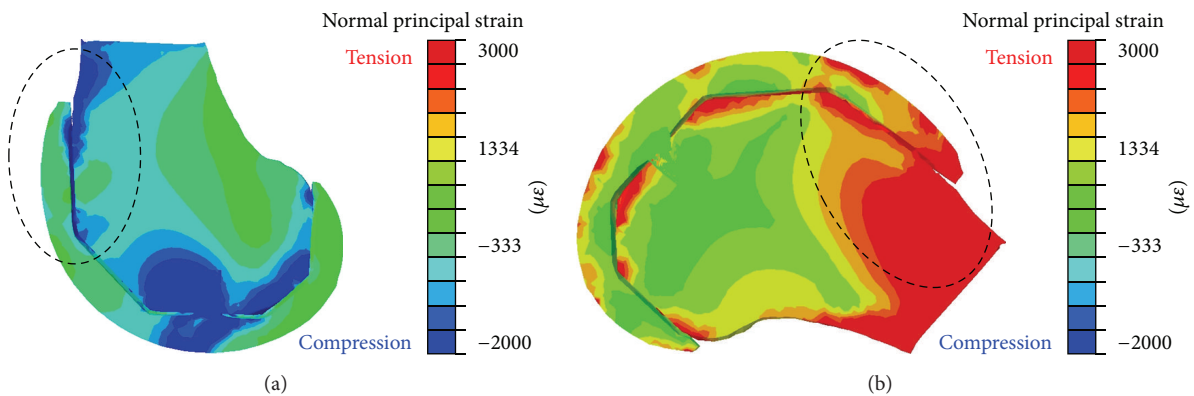 Normal principal strain
Tension
3000
1334
−333
−2000
Compression
(με)
(a)
Normal principal strain
Tension
3000
1334
−333
−2000
Compression
(με)
(b)